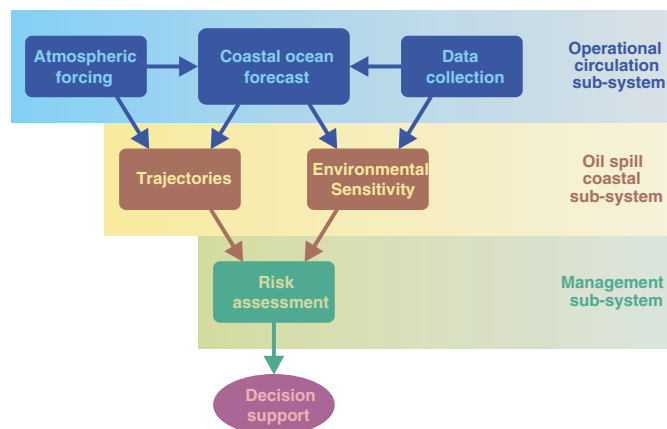 Atmospheric
forcing
Coastal ocean
forecast
Data
collection
Operational
circulation
sub-system
Trajectories
Environmental
Sensitivity
Oil spill
coastal
sub-system
Risk
assessment
Management
sub-system
Decision
support